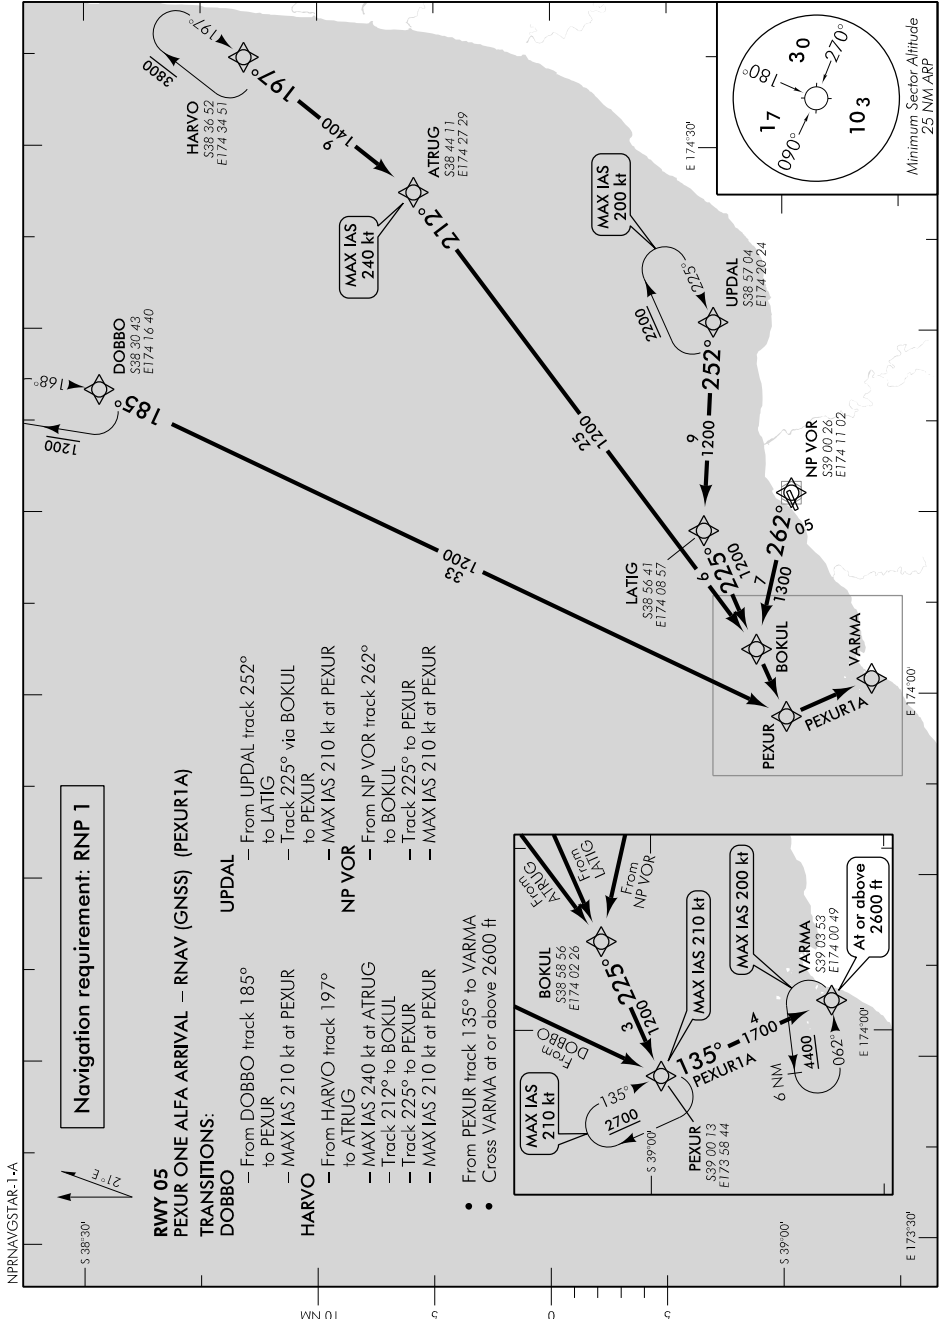 NPRNAVGSTAR-1-A
21° E
Navigation requirement: RNP 1
RWY 05
PEXUR ONE ALFA ARRIVAL – RNAV (GNSS) (PEXUR1A)
TRANSITIONS:
DOBBO
– From DOBBO track 185°
to PEXUR
– MAX IAS 210 kt at PEXUR
HARVO
– From HARVO track 197°
to ATRUG
– MAX IAS 240 kt at ATRUG
– Track 212° to BOKUL
– Track 225° to PEXUR
– MAX IAS 210 kt at PEXUR
UPDAL
– From UPDAL track 252°
to LATIG
– Track 225° via BOKUL
to PEXUR
– MAX IAS 210 kt at PEXUR
NP VOR
– From NP VOR track 262°
to BOKUL
– Track 225° to PEXUR
– MAX IAS 210 kt at PEXUR
• From PEXUR track 135° to VARMA
• Cross VARMA at or above 2600 ft
168°
1200
DOBBO
S38 30 43
E174 16 40
185°
33
1200
197°
3800
HARVO
S38 36 52
E174 34 51
197°
9
1400
ATRUG
S38 44 11
E174 27 29
MAX IAS
240 kt
212°
25
1200
MAX IAS
200 kt
225°
2200
UPDAL
S38 57 04
E174 20 24
252°
9
1200
LATIG
S38 56 41
E174 08 57
6
225°
1200
NP VOR
S39 00 26
E174 11 02
05
262°
7
1300
BOKUL
PEXUR
PEXUR1A
VARMA
From
ATRUG
From
LATIG
From
NP VOR
From
DOBBO
BOKUL
S38 58 56
E174 02 26
225°
3
1200
MAX IAS
210 kt
135°
2700
PEXUR
S39 00 13
E173 58 44
MAX IAS 210 kt
135°
4
1700
PEXUR1A
MAX IAS 200 kt
VARMA
S39 03 53
E174 00 49
At or above
2600 ft
6 NM
4400
062°
S 39°00'
E 174°00'
180°
270°
090°
30
17
103
Minimum Sector Altitude
25 NM ARP
S 38°30'
S 39°00'
E 173°30'
E 174°00'
E 174°30'
10 NM
5
0
5